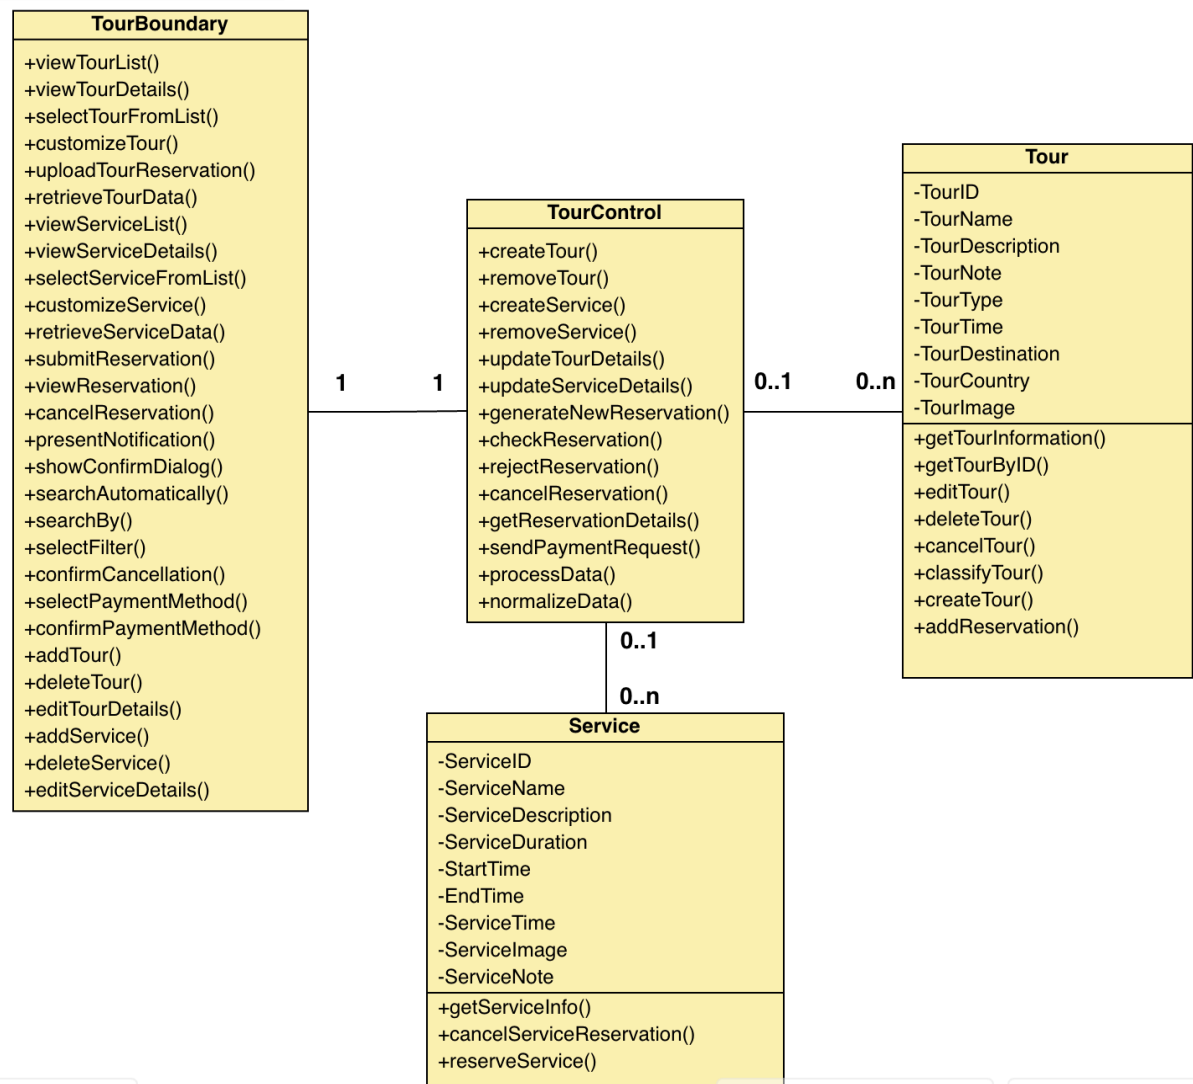 TourBoundary
+viewTourList()
+viewTourDetails()
+selectTourFromList()
+customizeTour()
+uploadTourReservation()
+retrieveTourData()
+viewServiceList()
+viewServiceDetails()
+selectServiceFromList()
+customizeService()
+retrieveServiceData()
+submitReservation()
+viewReservation()
+cancelReservation()
+presentNotification()
+showConfirmDialog()
+searchAutomatically()
+searchBy()
+selectFilter()
+confirmCancellation()
+selectPaymentMethod()
+confirmPaymentMethod()
+addTour()
+deleteTour()
+editTourDetails()
+addService()
+deleteService()
+editServiceDetails()
1
1
TourControl
+createTour()
+removeTour()
+createService()
+removeService()
+updateTourDetails()
+updateServiceDetails()
+generateNewReservation()
+checkReservation()
+rejectReservation()
+cancelReservation()
+getReservationDetails()
+sendPaymentRequest()
+processData()
+normalizeData()
0..1
0..n
Tour
-TourID
-TourName
-TourDescription
-TourNote
-TourType
-TourTime
-TourDestination
-TourCountry
-TourImage
+getTourInformation()
+getTourByID()
+editTour()
+deleteTour()
+cancelTour()
+classifyTour()
+createTour()
+addReservation()
0..1
0..n
Service
-ServiceID
-ServiceName
-ServiceDescription
-ServiceDuration
-StartTime
-EndTime
-ServiceTime
-ServiceImage
-ServiceNote
+getServiceInfo()
+cancelServiceReservation()
+reserveService()